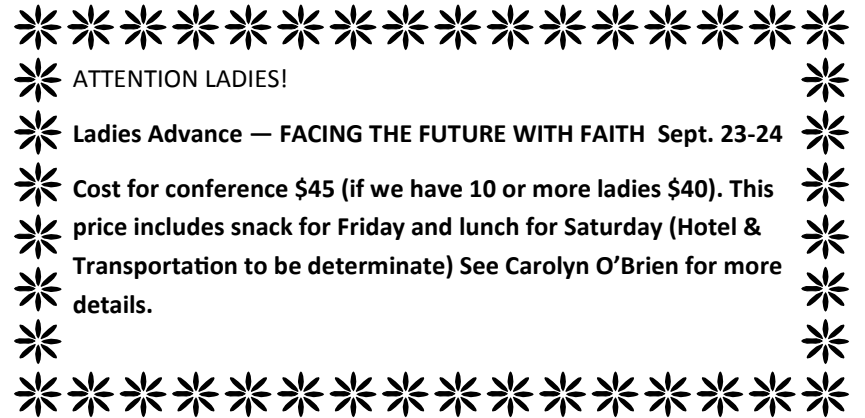 ATTENTION LADIES!
Ladies Advance — FACING THE FUTURE WITH FAITH  Sept. 23-24
Cost for conference $45 (if we have 10 or more ladies $40). This
price includes snack for Friday and lunch for Saturday (Hotel &
Transportation to be determinate) See Carolyn O’Brien for more
details.